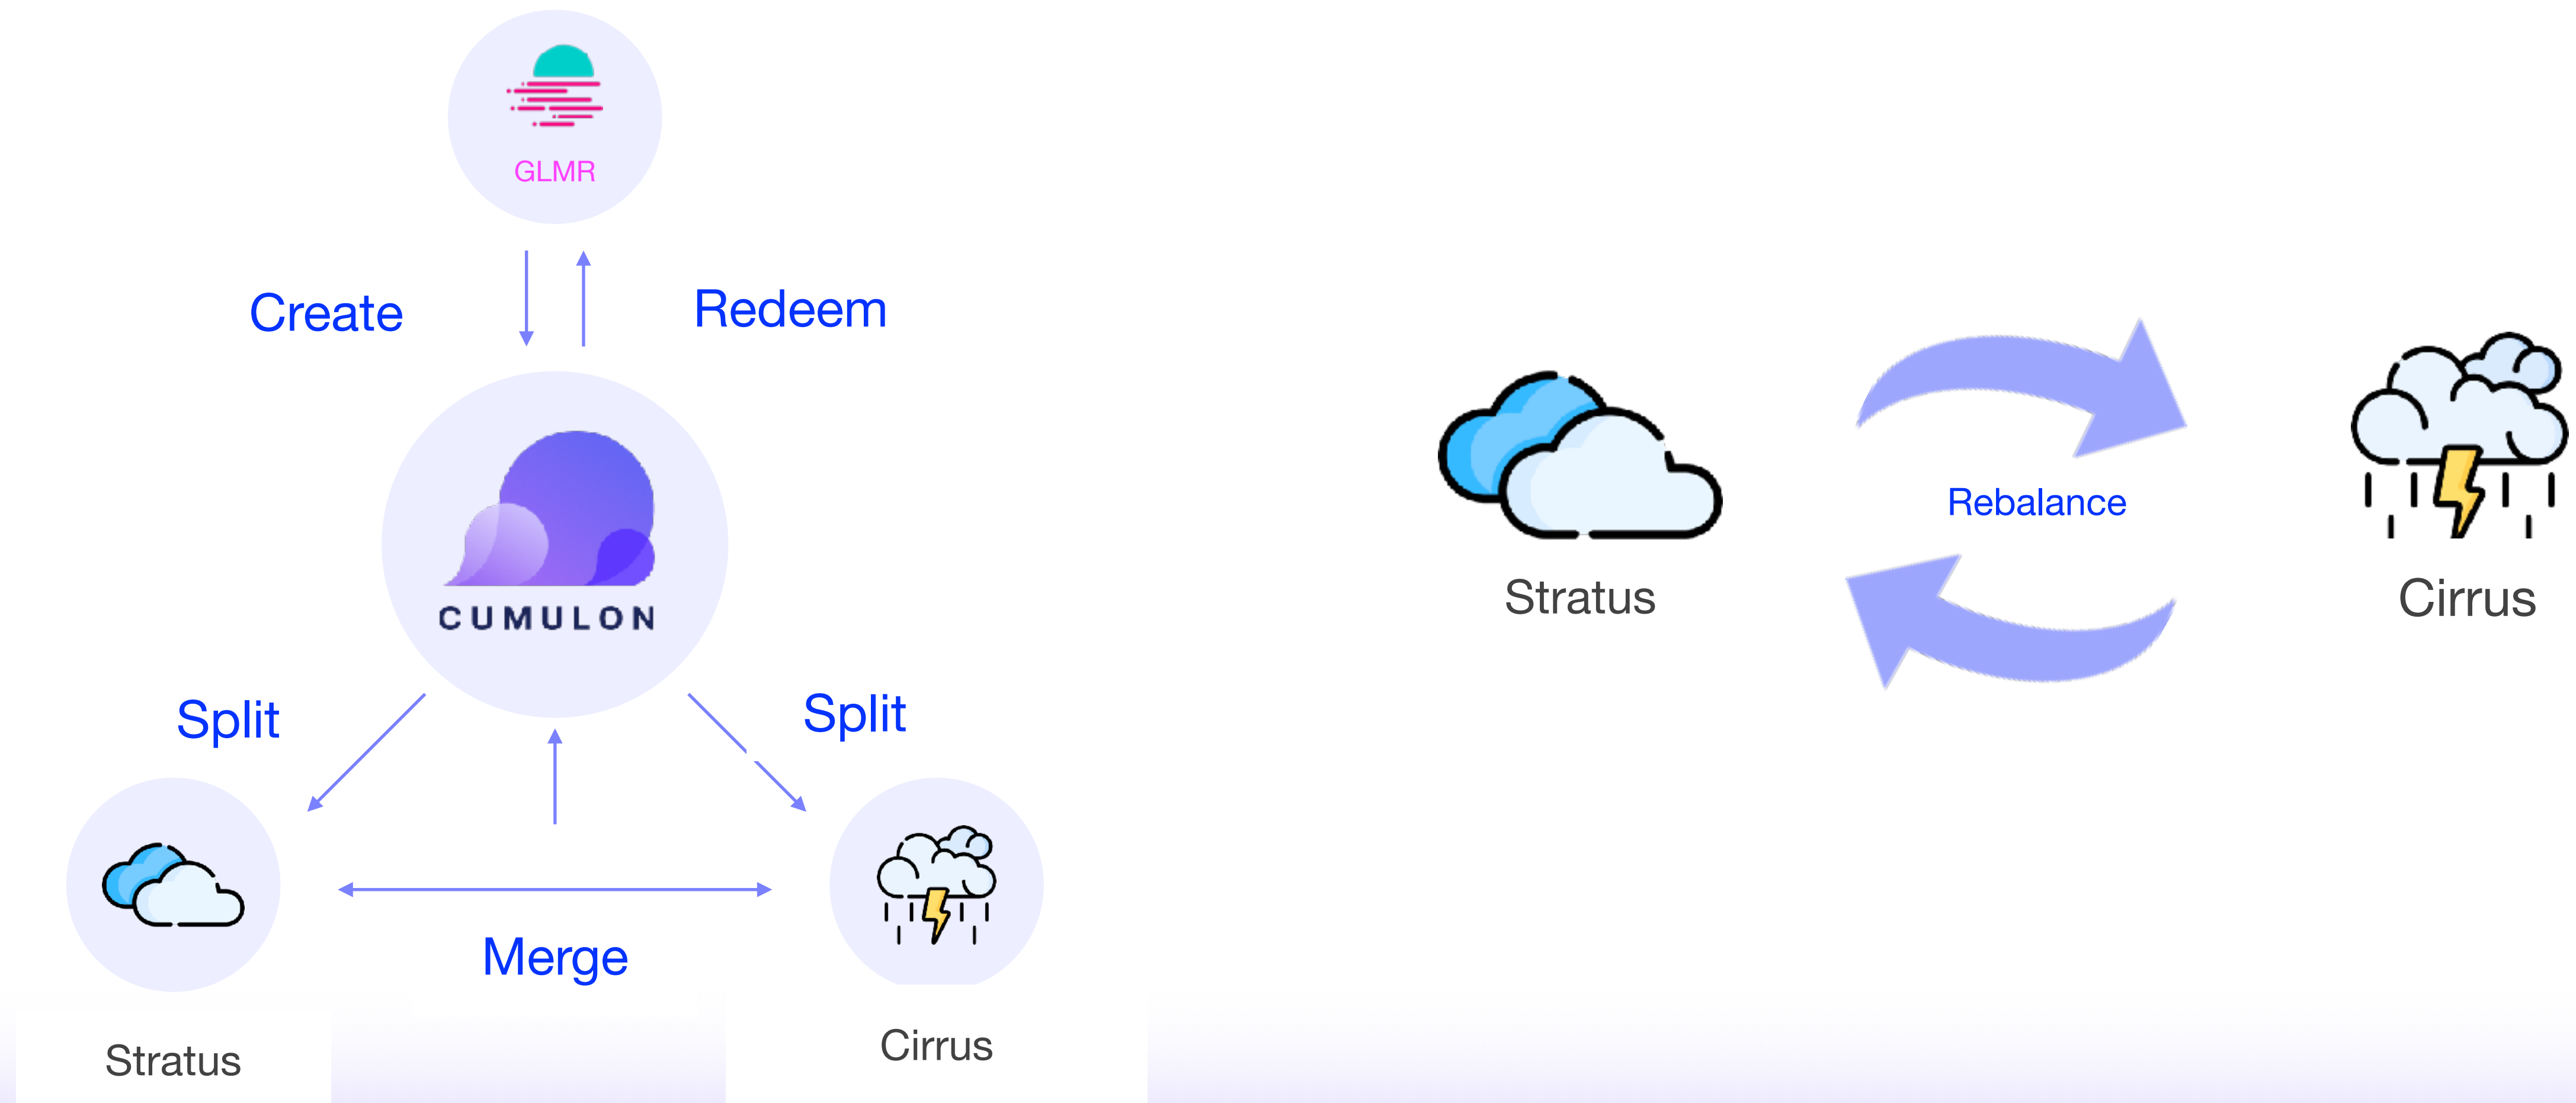 GLMR
Create
Redeem
CUMULON
Split
Split
Merge
Stratus
Cirrus
Rebalance
Stratus
Cirrus